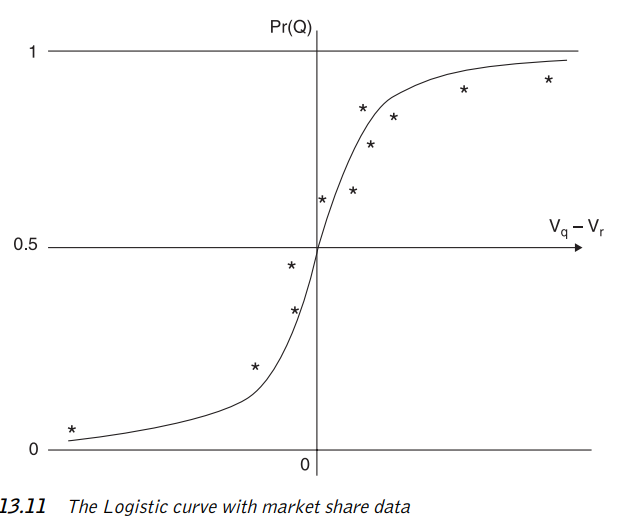 Pr(Q)
1
0.5
Vq – Vr
0
0
13.11 The Logistic curve with market share data